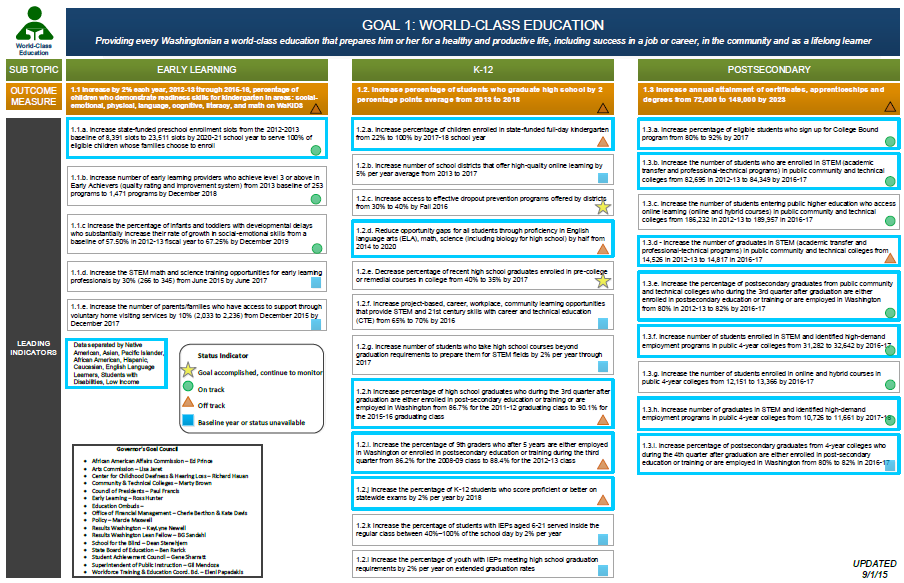 World-Class
Education
GOAL 1: WORLD-CLASS EDUCATION
Providing every Washingtonian a world-class education that prepares him or her for a healthy and productive life, including success in a job or career, in the community and as a lifelong learner
SUB TOPIC
EARLY LEARNING
K-12
POSTSECONDARY
OUTCOME
MEASURE
1.1 Increase by 2% each year, 2012-13 through 2015-16, percentage of
children who demonstrate readiness skills for kindergarten in areas : social-
emotional, physical, language, cognitive, literacy, and math on WaKIDS
1.2. Increase percentage of students who graduate high school by 2
percentage points average from 2013 to 2018
1.3 Increase annual attainment of certificates, apprenticeships and
degrees from 72,000 to 149,000 by 2023
LEADING
INDICATORS
1.1.a. Increase state-funded preschool enrollment slots from the 2012-2013
baseline of 8,391 slots to 23,511 slots by 2020-21 school year to serve 100% of
eligible children whose families choose to enroll
1.1.b. Increase number of early learning providers who achieve level 3 or above in
Early Achievers (quality rating and improvement system) from 2013 baseline of 253
programs to 1,471 programs by December 2018
1.1.c Increase the percentage of infants and toddlers with developmental delays
who substantially increase their rate of growth in social-emotional skills from a
baseline of 57.50% in 2012-13 fiscal year to 67.25% by December 2019
1.1.d. Increase the STEM math and science training opportunities for early learning
professionals by 30% (266 to 345) from June 2015 by June 2017
1.1.e. Increase the number of parents/families who have access to support through
voluntary home visiting services by 10% (2,033 to 2,236) from December 2015 by
December 2017
Data separated by Native
American, Asian, Pacific Islander,
African American, Hispanic,
Caucasian, English Language
Learners, Students with
Disabilities, Low Income
Status Indicator
Goal accomplished, continue to monitor
On track
Off track
Baseline year or status unavailable
Governor's Goal Council
African American Affairs Commission – Ed Prince
Arts Commission – Lisa Jaret
Center for Childhood Deafness & Hearing Loss – Richard Hauan
Community & Technical Colleges – Marty Brown
Council of Presidents – Paul Francis
Early Learning – Ross Hunter
Education Ombuds –
Office of Financial Management – Cherie Berthon & Kate Davis
Policy – Marcie Maxwell
Results Washington – KayLyne Newell
Results Washington Lean Fellow – BG Sandahl
School for the Blind – Dean Stenehjem
State Board of Education – Ben Rarick
Student Achievement Council – Gene Sharratt
Superintendent of Public Instruction – Gil Mendoza
Workforce Training & Education Coord. Bd. – Eleni Papadakis
1.2.a. Increase percentage of children enrolled in state-funded full-day kindergarten
from 22% to 100% by 2017-18 school year
1.2.b. Increase number of school districts that offer high-quality online learning by
5% per year average from 2013 to 2017
1.2.c. Increase access to effective dropout prevention programs offered by districts
from 30% to 40% by Fall 2016
1.2.d. Reduce opportunity gaps for all students through proficiency in English
language arts (ELA), math, science (including biology for high school) by half from
2014 to 2020
1.2.e. Decrease percentage of recent high school graduates enrolled in pre-college
or remedial courses in college from 40% to 35% by 2017
1.2.f. Increase project-based, career, workplace, community learning opportunities
that provide STEM and 21st century skills with career and technical education
(CTE) from 65% to 70% by 2016
1.2.g. Increase number of students who take high school courses beyond
graduation requirements to prepare them for STEM fields by 2% per year through
2017
1.2.h Increase percentage of high school graduates who during the 3rd quarter after
graduation are either enrolled in post-secondary education or training or are
employed in Washington from 86.7% for the 2011-12 graduating class to 90.1% for
the 2015-16 graduating class
1.2.i. Increase the percentage of 9th graders who after 5 years are either employed
in Washington or enrolled in postsecondary education or training during the third
quarter from 86.2% for the 2008-09 class to 88.4% for the 2012-13 class
1.2.j Increase the percentage of K-12 students who score proficient or better on
statewide exams by 2% per year by 2018
1.2.k Increase the percentage of students with IEPs aged 6-21 served inside the
regular class between 40%–100% of the school day by 2% per year
1.2.l Increase the percentage of youth with IEPs meeting high school graduation
requirements by 2% per year on extended graduation rates
1.3.a. Increase percentage of eligible students who sign up for College Bound
program from 80% to 92% by 2017
1.3.b. Increase the number of students who are enrolled in STEM (academic
transfer and professional-technical programs) in public community and technical
colleges from 82,695 in 2012-13 to 84,349 by 2016-17
1.3.c. Increase the number of students entering public higher education who access
online learning (online and hybrid courses) in public community and technical
colleges from 186,232 in 2012-13 to 189,957 in 2016-17
1.3.d - Increase the number of graduates in STEM (academic transfer and
professional-technical programs) in public community and technical colleges from
14,526 in 2012-13 to 14,817 in 2016-17
1.3.e. Increase the percentage of postsecondary graduates from public community
and technical colleges who during the 3rd quarter after graduation are either
enrolled in postsecondary education or training or are employed in Washington
from 80% in 2012-13 to 82% by 2016-17
1.3.f. Increase number of students enrolled in STEM and identified high-demand
employment programs in public 4-year colleges from 31,282 to 32,642 by 2016-17
1.3.g. Increase number of students enrolled in online and hybrid courses in
public 4-year colleges from 12,151 to 13,366 by 2016-17
1.3.h. Increase number of graduates in STEM and identified high-demand
employment programs in public 4-year colleges from 10,726 to 11,661 by 2017-18
1.3.i. Increase percentage of postsecondary graduates from 4-year colleges who
during the 4th quarter after graduation are either enrolled in post-secondary
education or training or are employed in Washington from 80% to 82% in 2016-17
UPDATED
9/1/15